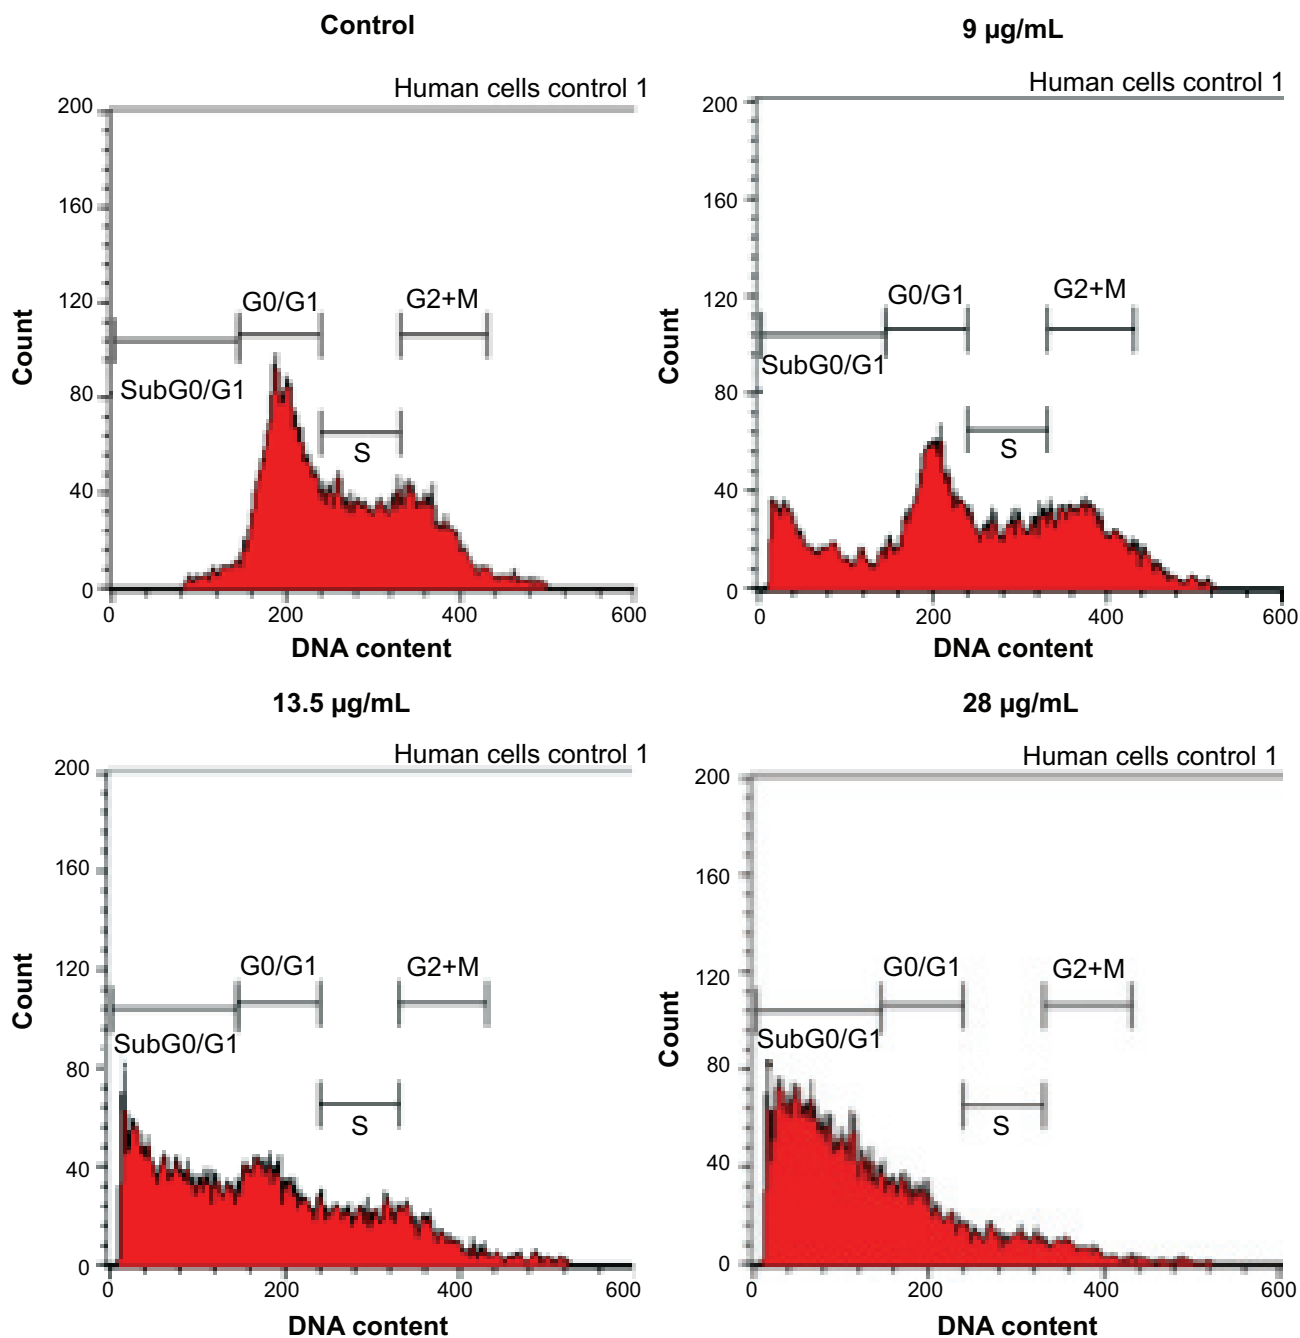 Control
Human cells control 1
200
160
120
80
40
0
Count
G0/G1
G2+M
SubG0/G1
S
0 200 400 600
DNA content
9 µg/mL
Human cells control 1
200
160
120
80
40
0
Count
G0/G1
G2+M
SubG0/G1
S
0 200 400 600
DNA content
13.5 µg/mL
Human cells control 1
200
160
120
80
40
0
Count
G0/G1
G2+M
SubG0/G1
S
0 200 400 600
DNA content
28 µg/mL
Human cells control 1
200
160
120
80
40
0
Count
G0/G1
G2+M
SubG0/G1
S
0 200 400 600
DNA content